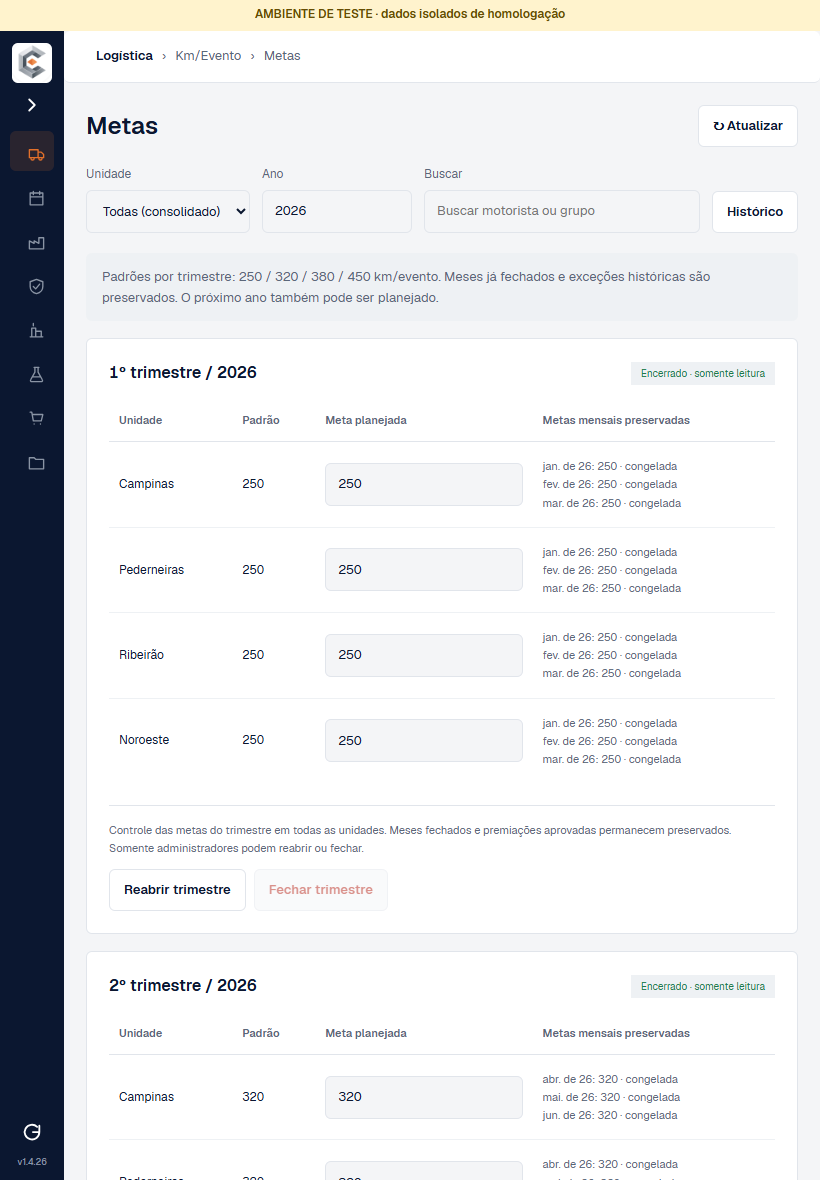 AMBIENTE DE TESTE · dados isolados de homologação
Logística › Km/Evento › Metas
Metas
↻ Atualizar
Unidade Ano Buscar
Todas (consolidado) 2026 Buscar motorista ou grupo Histórico
Padrões por trimestre: 250 / 320 / 380 / 450 km/evento. Meses já fechados e exceções históricas são
preservados. O próximo ano também pode ser planejado.
1º trimestre / 2026 Encerrado · somente leitura
Unidade Padrão Meta planejada Metas mensais preservadas
Campinas 250 250
jan. de 26: 250 · congelada
fev. de 26: 250 · congelada
mar. de 26: 250 · congelada
Pederneiras 250 250
jan. de 26: 250 · congelada
fev. de 26: 250 · congelada
mar. de 26: 250 · congelada
Ribeirão 250 250
jan. de 26: 250 · congelada
fev. de 26: 250 · congelada
mar. de 26: 250 · congelada
Noroeste 250 250
jan. de 26: 250 · congelada
fev. de 26: 250 · congelada
mar. de 26: 250 · congelada
Controle das metas do trimestre em todas as unidades. Meses fechados e premiações aprovadas permanecem preservados.
Somente administradores podem reabrir ou fechar.
Reabrir trimestre Fechar trimestre
2º trimestre / 2026 Encerrado · somente leitura
Unidade Padrão Meta planejada Metas mensais preservadas
Campinas 320 320
abr. de 26: 320 · congelada
mai. de 26: 320 · congelada
jun. de 26: 320 · congelada
abr. de 26: 320 · congelada
v1.4.26